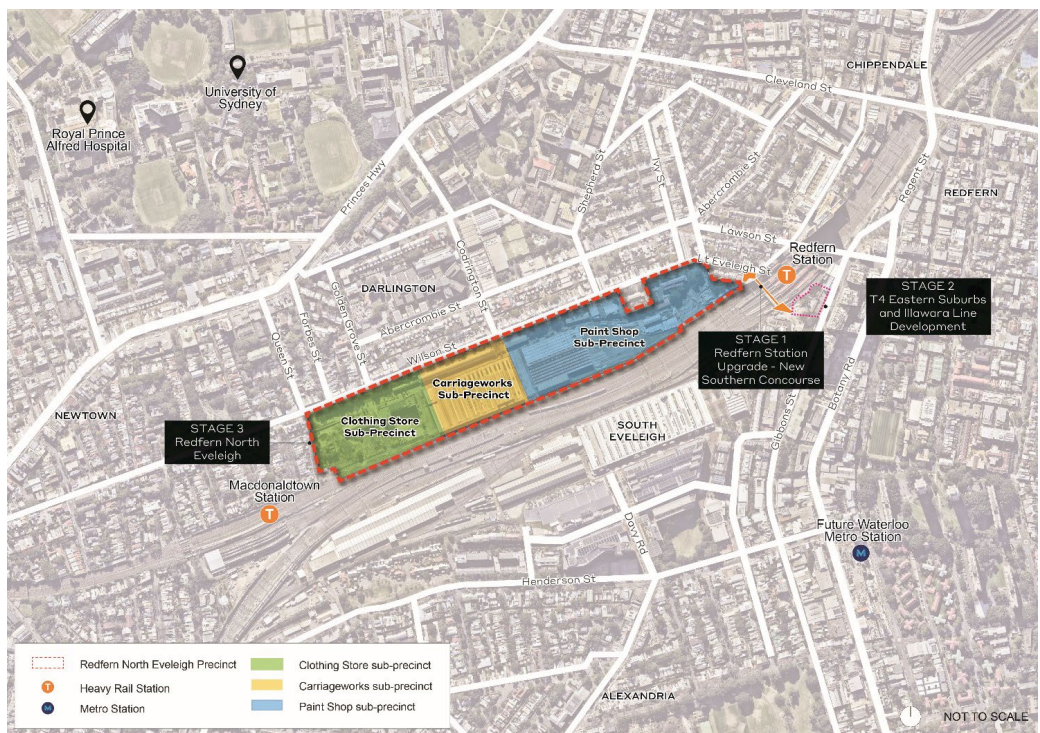 CHIPPENDALE
Cleveland St
University of
Sydney
Royal Prince
Alfred Hospital
Princes Hwy
Shepherd St
Ivy St
Abercrombie St
Regent St
REDFERN
Lawson St
Redfern
Station
T
Lt Eveleigh St
Codrington St
DARLINGTON
Golden Grove St
Forbes St
Queen St
Abercrombie St
Wilson St
STAGE 2
T4 Eastern Suburbs
and Illawara Line
Development
Paint Shop
Sub-Precinct
STAGE 1
Redfern Station
Upgrade - New
Southern Concourse
Carriageworks
Sub-Precinct
Botany Rd
Gibbons St
NEWTOWN
Clothing Store
Sub-Precinct
STAGE 3
Redfern North
Eveleigh
SOUTH
EVELEIGH
Macdonaldtown
Station
T
Davy Rd
Future Waterloo
Metro Station
M
Henderson St
ALEXANDRIA
Redfern North Eveleigh Precinct
T Heavy Rail Station
M Metro Station
Clothing Store sub-precinct
Carriageworks sub-precinct
Paint Shop sub-precinct
NOT TO SCALE